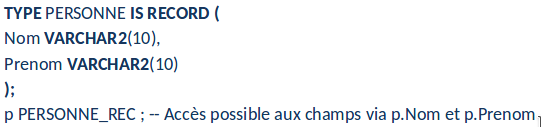 TYPE PERSONNE IS RECORD (
Nom VARCHAR2(10),
Prenom VARCHAR2(10)
);
p PERSONNE_REC ; -- Accès possible aux champs via p.Nom et p.Prenom